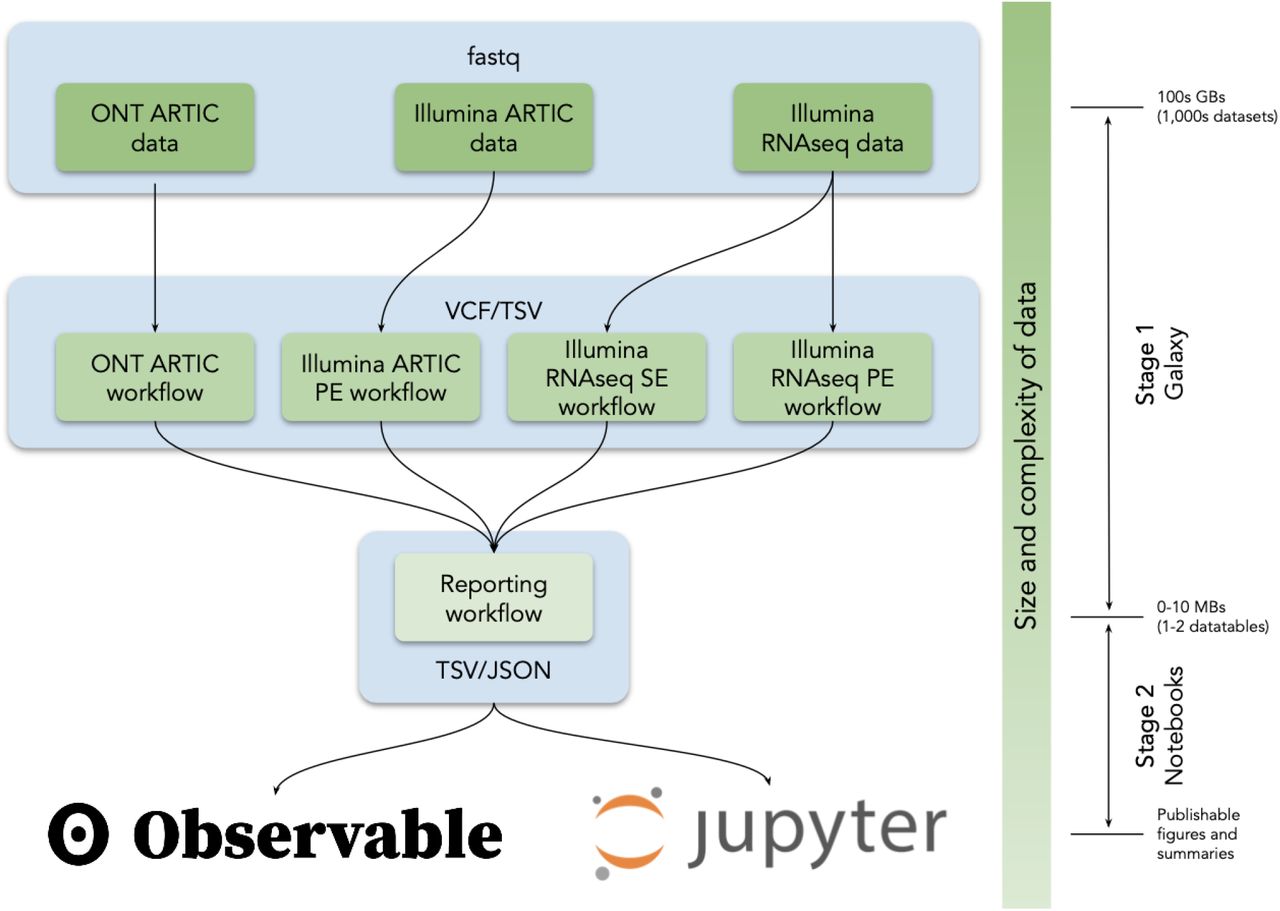 fastq
ONT ARTIC
data
Illumina ARTIC
data
Illumina
RNAseq data
VCF/TSV
ONT ARTIC
workflow
Illumina ARTIC
PE workflow
Illumina
RNAseq SE
workflow
Illumina
RNAseq PE
workflow
Reporting
workflow
TSV/JSON
Observable
jupyter
Size and complexity of data
100s GBs
(1,000s datasets)
Stage 1
Galaxy
0-10 MBs
(1-2 datatables)
Stage 2
Notebooks
Publishable
figures and
summaries